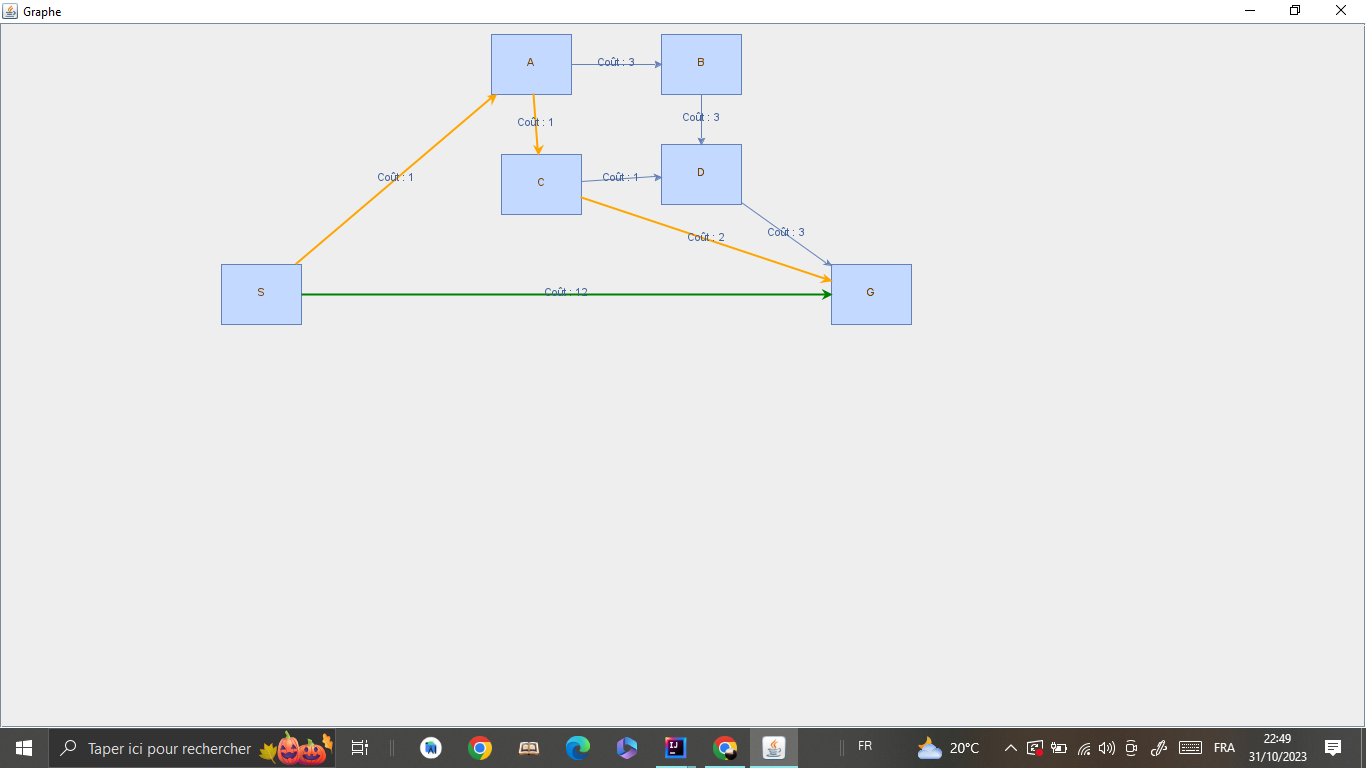 Graphe
A
Coût : 3
B
Coût : 1
Coût : 3
Coût : 1
C
Coût : 1
D
Coût : 2
Coût : 3
S
Coût : 12
G
Taper ici pour rechercher
IJ
FR
20°C
FRA
22:49
31/10/2023